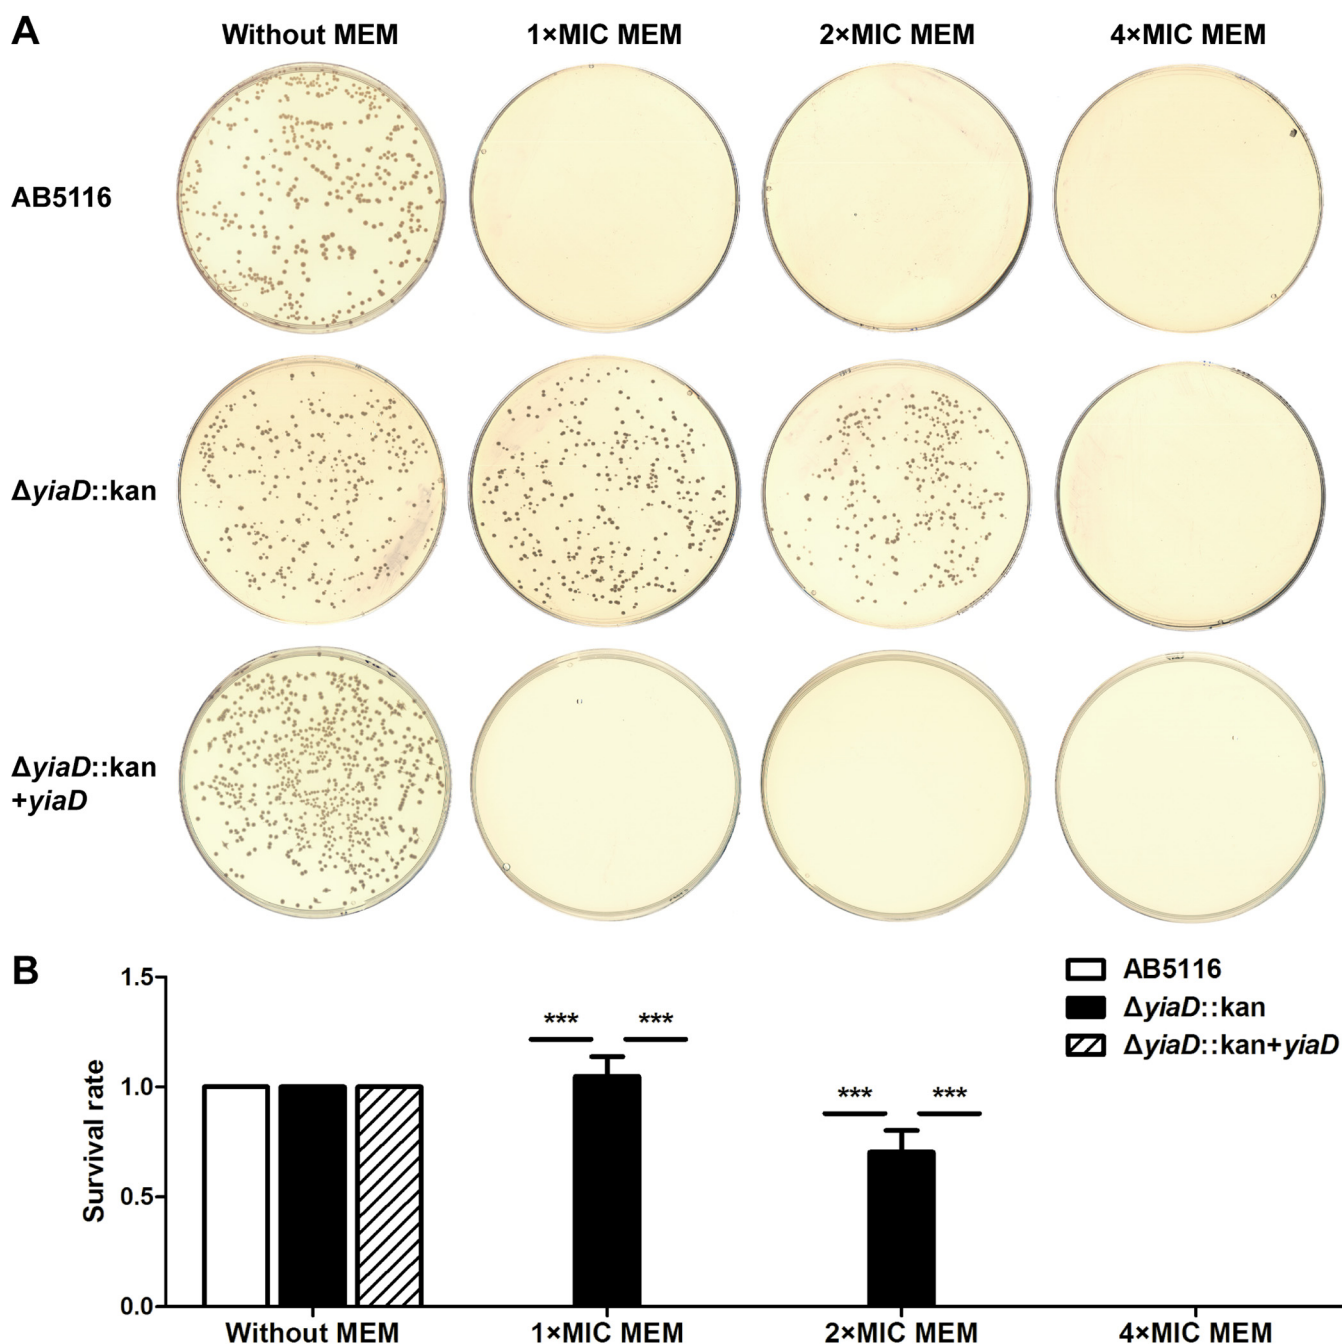 A
Without MEM 1×MIC MEM 2×MIC MEM 4×MIC MEM
AB5116
ΔyiaD::kan
ΔyiaD::kan
+yiaD
B
AB5116
ΔyiaD::kan
ΔyiaD::kan+yiaD
Survival rate
1.5
1.0
0.5
0.0
*** ***
*** ***
Without MEM 1×MIC MEM 2×MIC MEM 4×MIC MEM